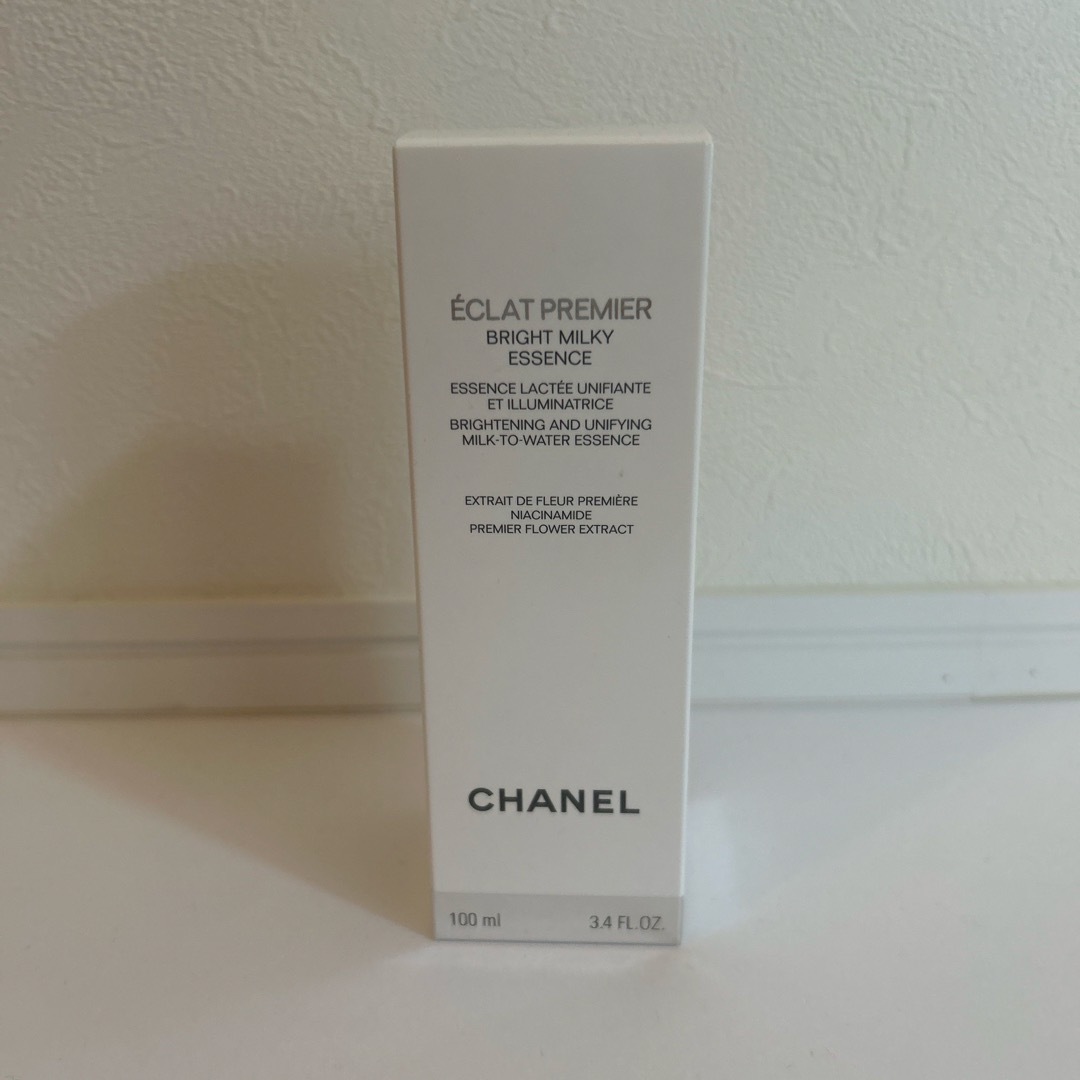 ÉCLAT PREMIER
BRIGHT MILKY
ESSENCE
ESSENCE LACTÉE UNIFIANTE
ET ILLUMINATRICE
BRIGHTENING AND UNIFYING
MILK-TO-WATER ESSENCE
EXTRAIT DE FLEUR PREMIÈRE
NIACINAMIDE
PREMIER FLOWER EXTRACT
CHANEL
100 ml 3.4 FL.OZ.